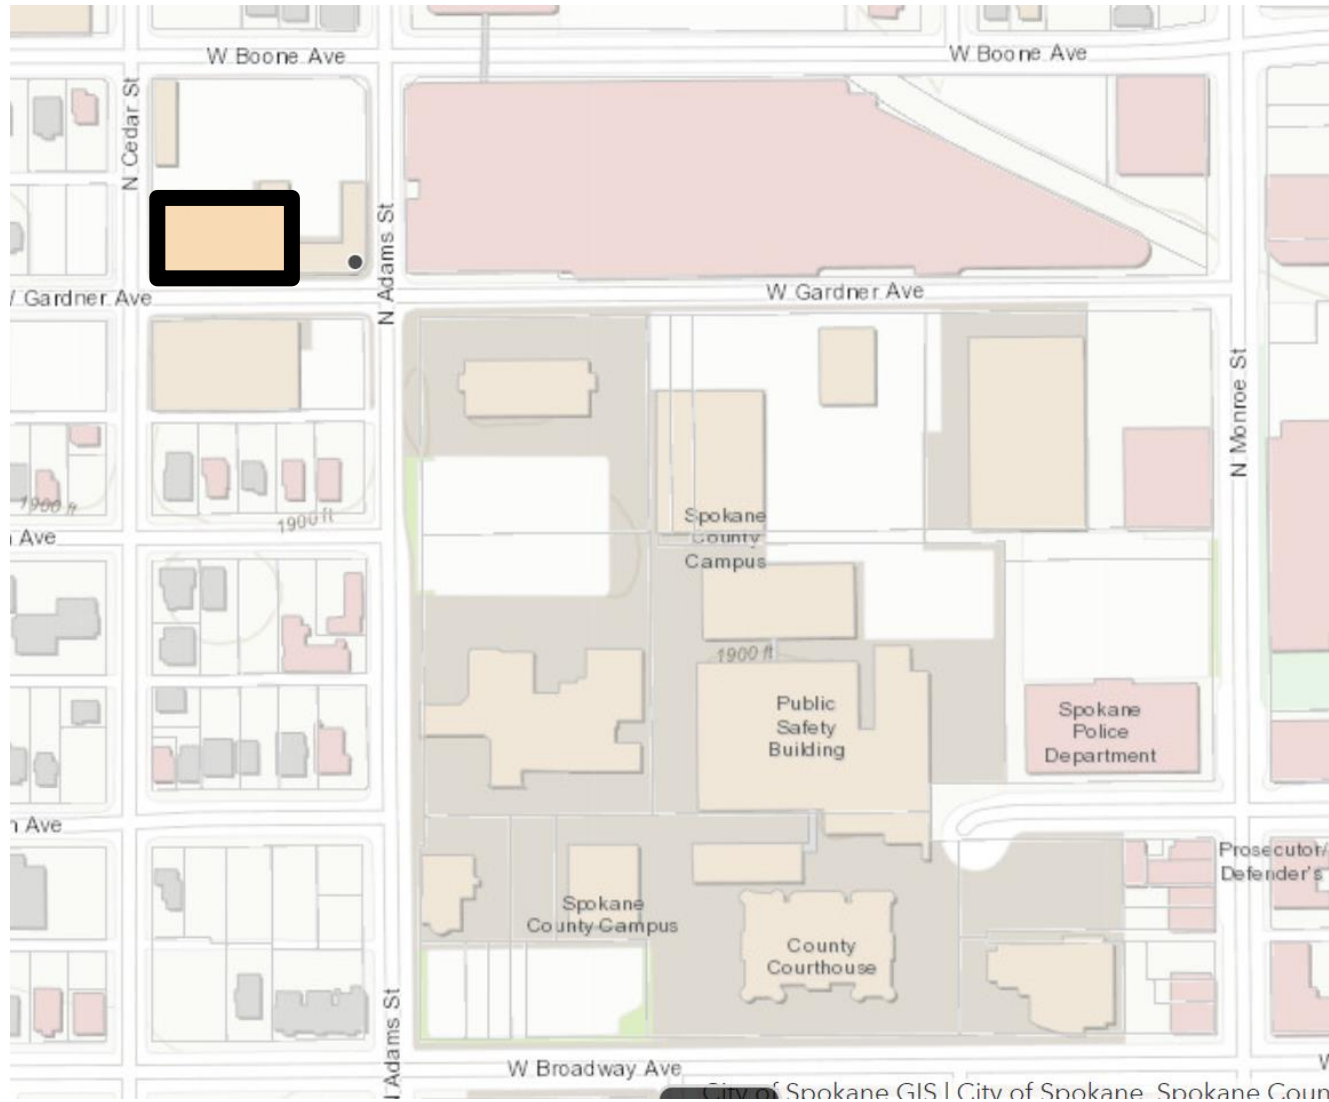 W Boone Ave
W Boone Ave
N Cedar St
N Adams St
Gardner Ave
W Gardner Ave
N Monroe St
1900 ft
1900 ft
Spokane
County
Campus
Ave
1900 ft
Public
Safety
Building
Spokane
Police
Department
Ave
Prosecutor/
Defender's
Spokane
County Campus
County
Courthouse
Adams St
W Broadway Ave
City of Spokane GIS | City of Spokane, Spokane Coun